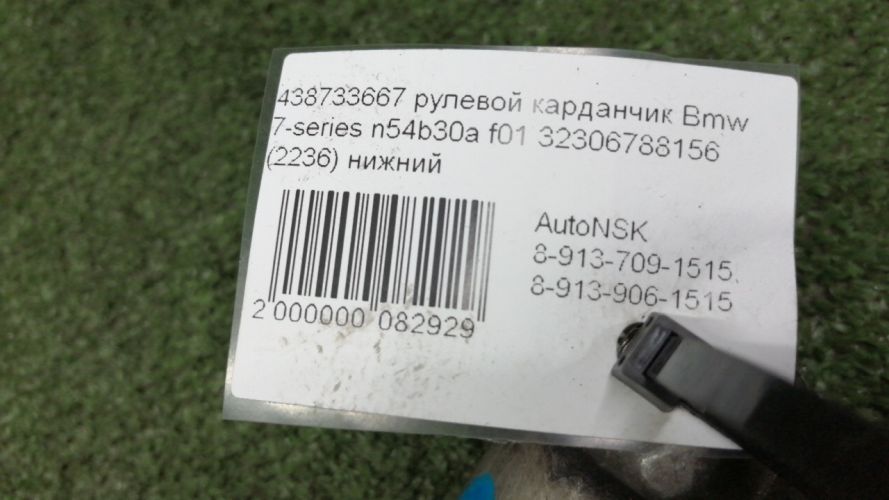 438733667 рулевой карданчик Bmw
7-series n54b30a f01 32306788156
(2236) нижний
AutoNSK
8-913-709-1515,
8-913-906-1515
2 000000 082929